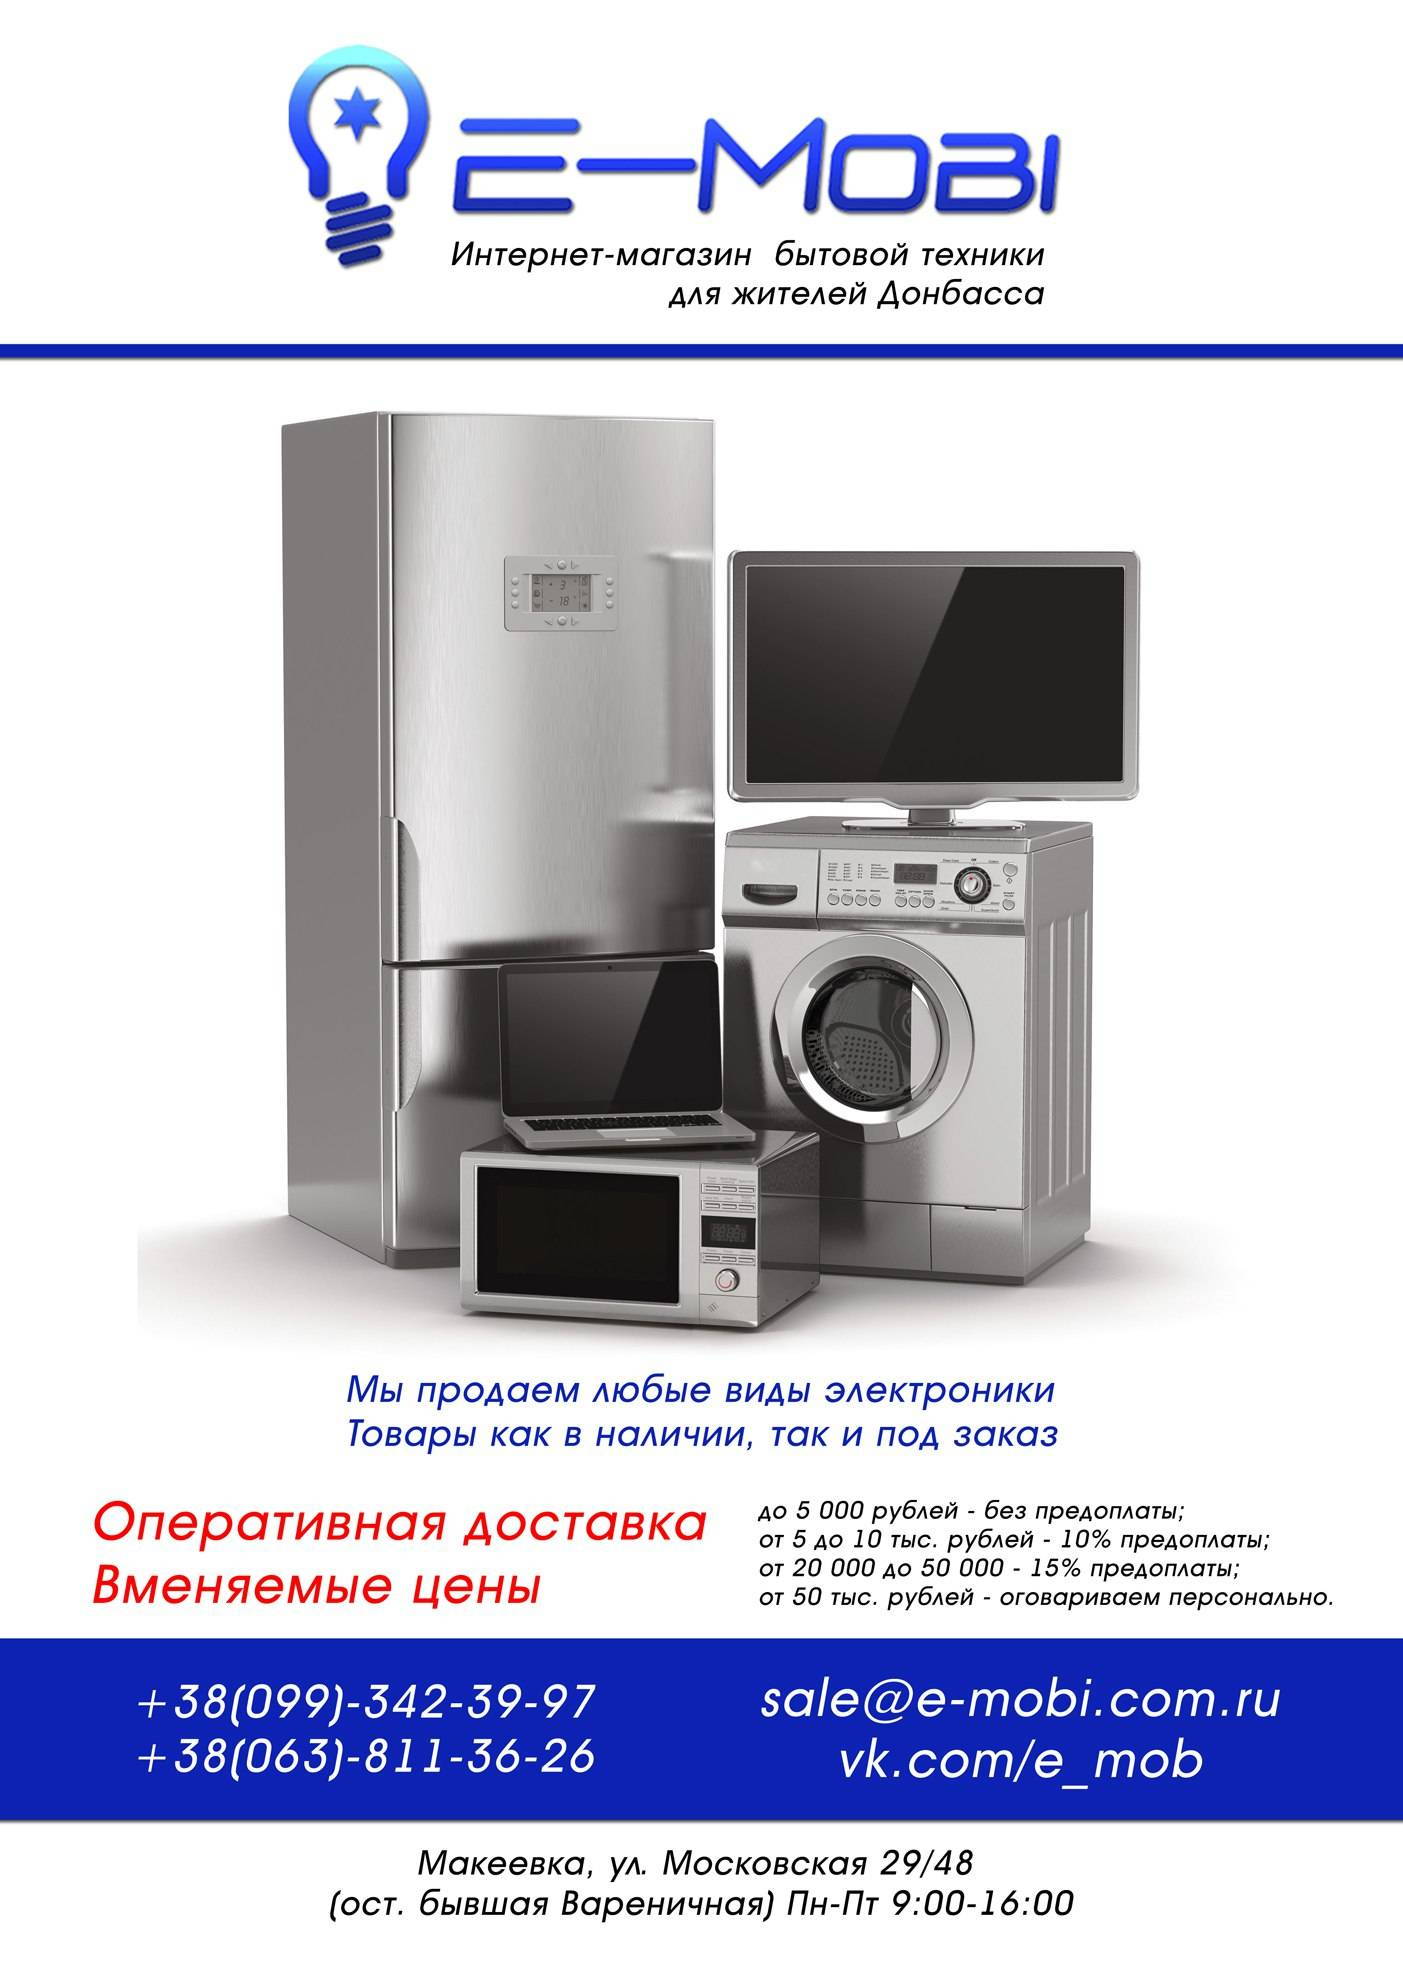 E-Mobi
Интернет-магазин бытовой техники
для жителей Донбасса
Мы продаем любые виды электроники
Товары как в наличии, так и под заказ
Оперативная доставка
Вменяемые цены
до 5 000 рублей - без предоплаты;
от 5 до 10 тыс. рублей - 10% предоплаты;
от 20 000 до 50 000 - 15% предоплаты;
от 50 тыс. рублей - оговариваем персонально.
+38(099)-342-39-97
+38(063)-811-36-26
sale@e-mobi.com.ru
vk.com/e_mob
Макеевка, ул. Московская 29/48
(ост. бывшая Вареничная) Пн-Пт 9:00-16:00